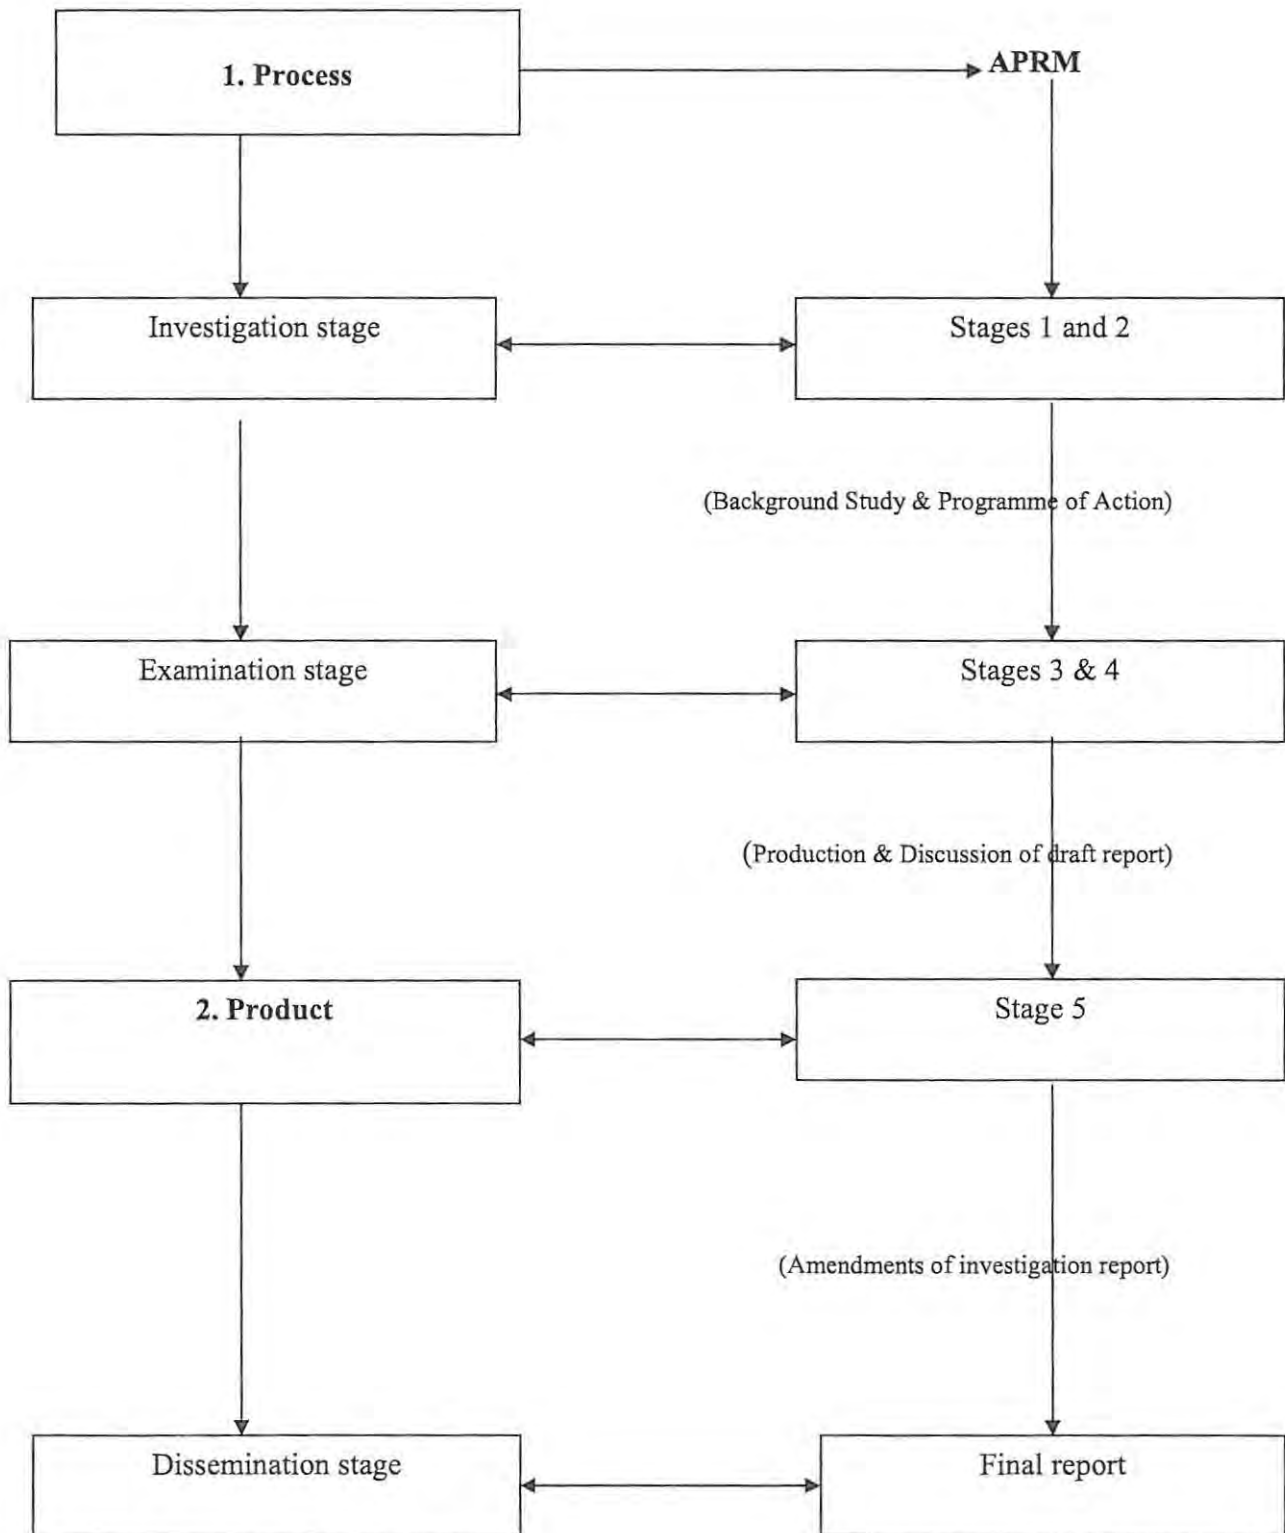 1. Process
APRM
Investigation stage
Stages 1 and 2
(Background Study & Programme of Action)
Examination stage
Stages 3 & 4
(Production & Discussion of draft report)
2. Product
Stage 5
(Amendments of investigation report)
Dissemination stage
Final report